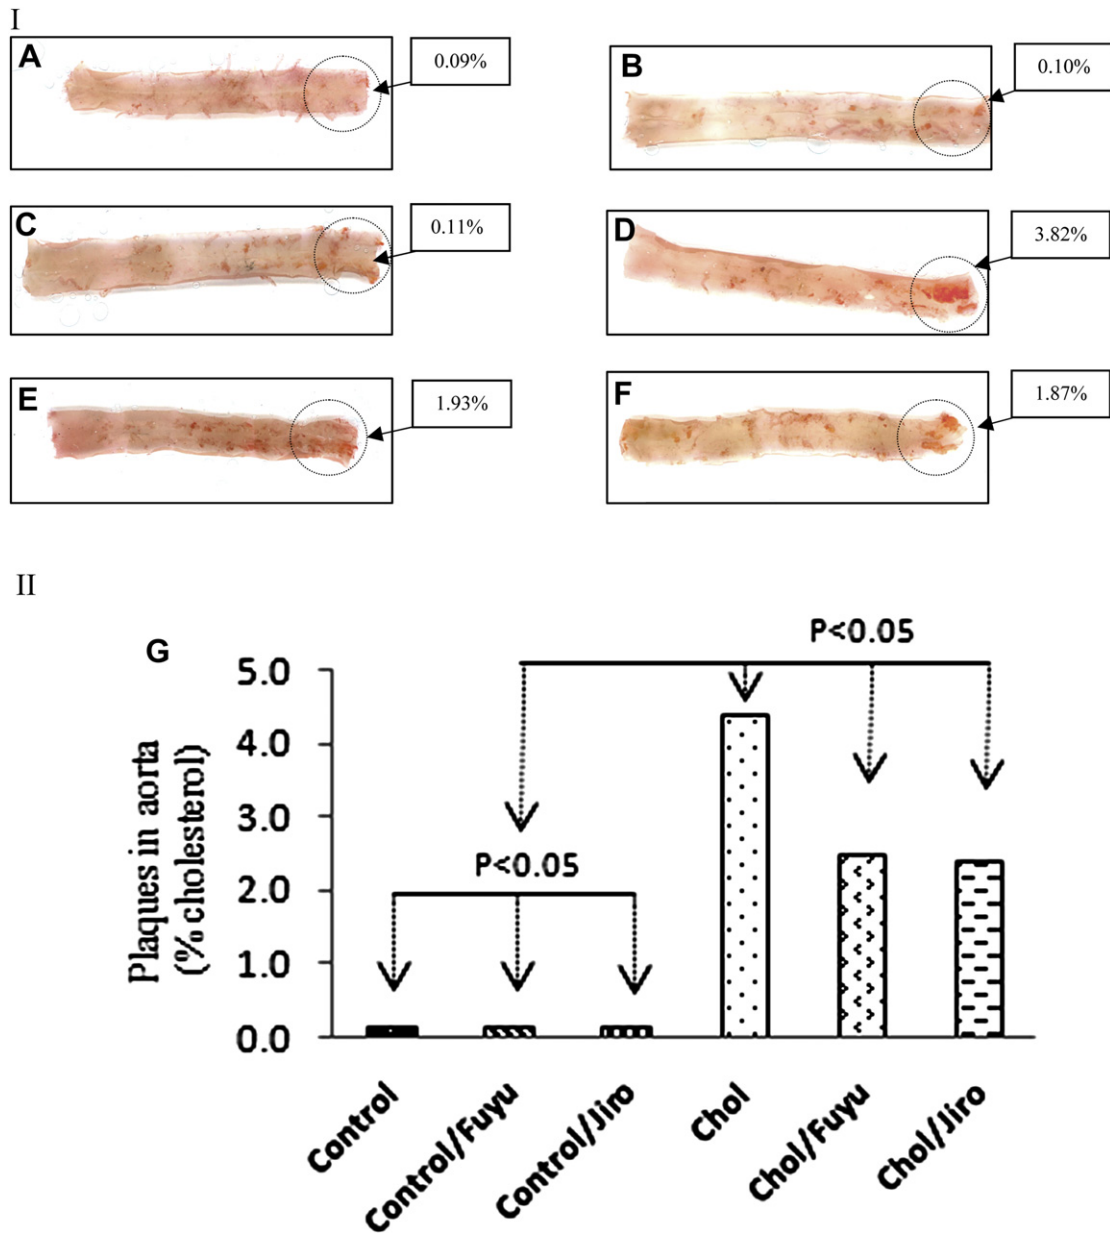 I
A
0.09%
B
0.10%
C
0.11%
D
3.82%
E
1.93%
F
1.87%
II
G
P<0.05
5.0
4.0
3.0
2.0
1.0
0.0
Plaques in aorta
(% cholesterol)
P<0.05
Control
Control/Fuyu
Control/Jiro
Chol
Chol/Fuyu
Chol/Jiro